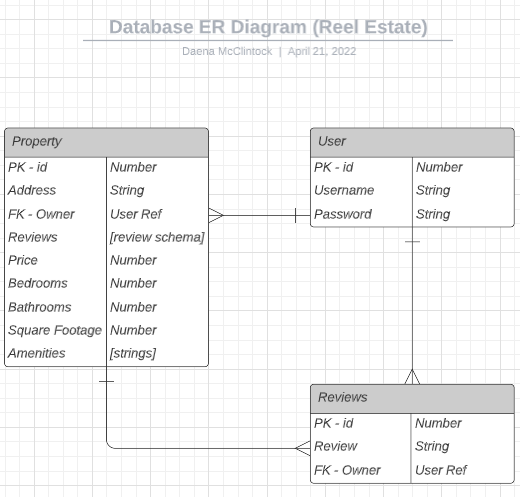 Database ER Diagram (Reel Estate)
Daena McClintock | April 21, 2022
Property
PK - id Number
Address String
FK - Owner User Ref
Reviews [review schema]
Price Number
Bedrooms Number
Bathrooms Number
Square Footage Number
Amenities [strings]
User
PK - id Number
Username String
Password String
Reviews
PK - id Number
Review String
FK - Owner User Ref